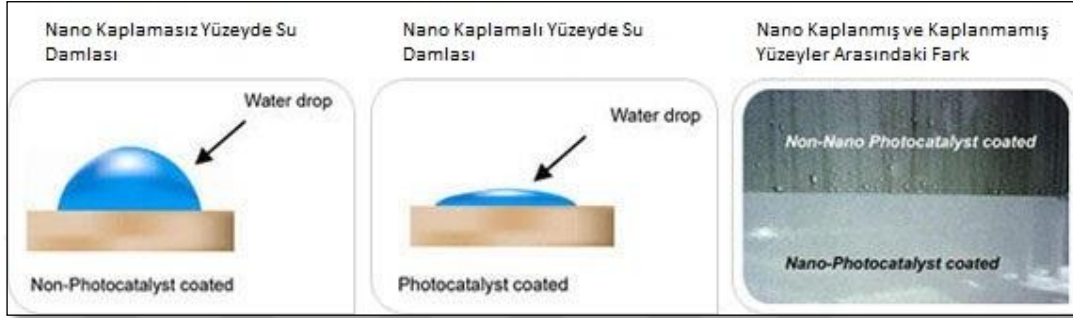 Nano Kaplamasız Yüzeyde Su
Damlası
Water drop
Non-Photocatalyst coated
Nano Kaplamalı Yüzeyde Su
Damlası
Water drop
Photocatalyst coated
Nano Kaplanmış ve Kaplanmamış
Yüzeyler Arasındaki Fark
Non-Nano Photocatalyst coated
Nano-Photocatalyst coated